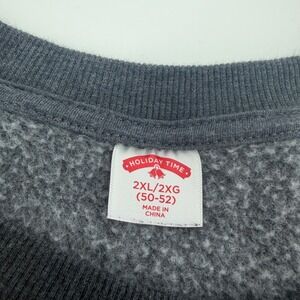 HOLIDAY TIME
2XL/2XG
(50-52)
MADE IN
CHINA